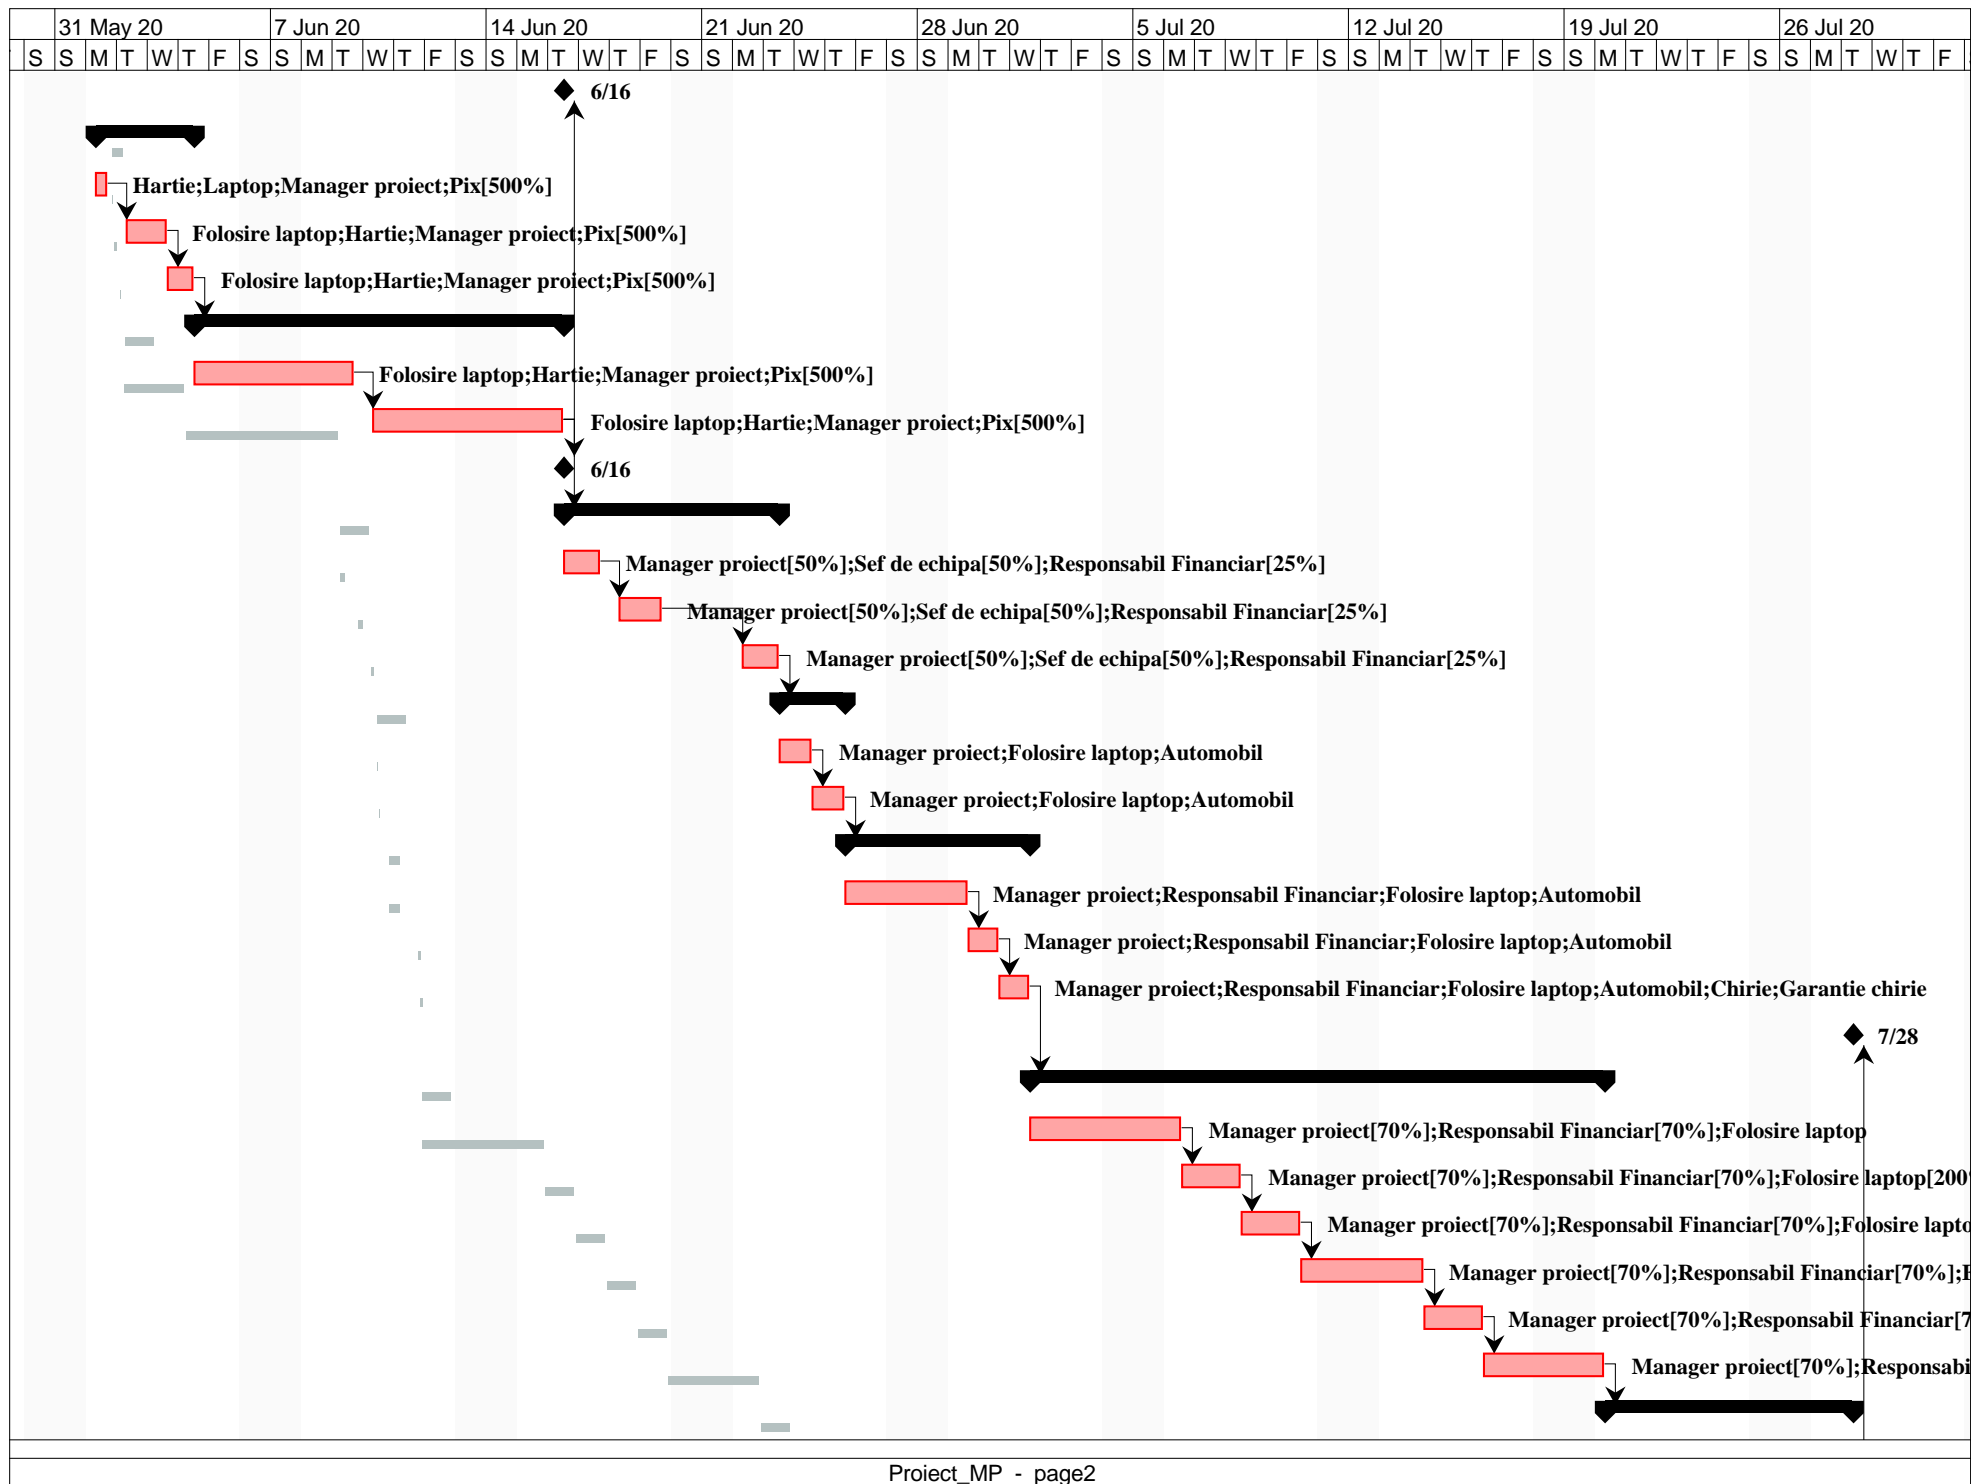 31 May 20 7 Jun 20 14 Jun 20 21 Jun 20 28 Jun 20 5 Jul 20 12 Jul 20 19 Jul 20 26 Jul 20
S S M T W T F S S M T W T F S S M T W T F S S M T W T F S S M T W T F S S M T W T F S S M T W T F S S M T W T F S S M T W T F
6/16
Hartie;Laptop;Manager proiect;Pix[500%]
Folosire laptop;Hartie;Manager proiect;Pix[500%]
Folosire laptop;Hartie;Manager proiect;Pix[500%]
Folosire laptop;Hartie;Manager proiect;Pix[500%]
Folosire laptop;Hartie;Manager proiect;Pix[500%]
6/16
Manager proiect[50%];Sef de echipa[50%];Responsabil Financiar[25%]
Manager proiect[50%];Sef de echipa[50%];Responsabil Financiar[25%]
Manager proiect[50%];Sef de echipa[50%];Responsabil Financiar[25%]
Manager proiect;Folosire laptop;Automobil
Manager proiect;Folosire laptop;Automobil
Manager proiect;Responsabil Financiar;Folosire laptop;Automobil
Manager proiect;Responsabil Financiar;Folosire laptop;Automobil
Manager proiect;Responsabil Financiar;Folosire laptop;Automobil;Chirie;Garantie chirie
7/28
Manager proiect[70%];Responsabil Financiar[70%];Folosire laptop
Manager proiect[70%];Responsabil Financiar[70%];Folosire laptop[200
Manager proiect[70%];Responsabil Financiar[70%];Folosire lapto
Manager proiect[70%];Responsabil Financiar[70%];
Manager proiect[70%];Responsabil Financiar[7
Manager proiect[70%];Responsabi
Proiect_MP - page2